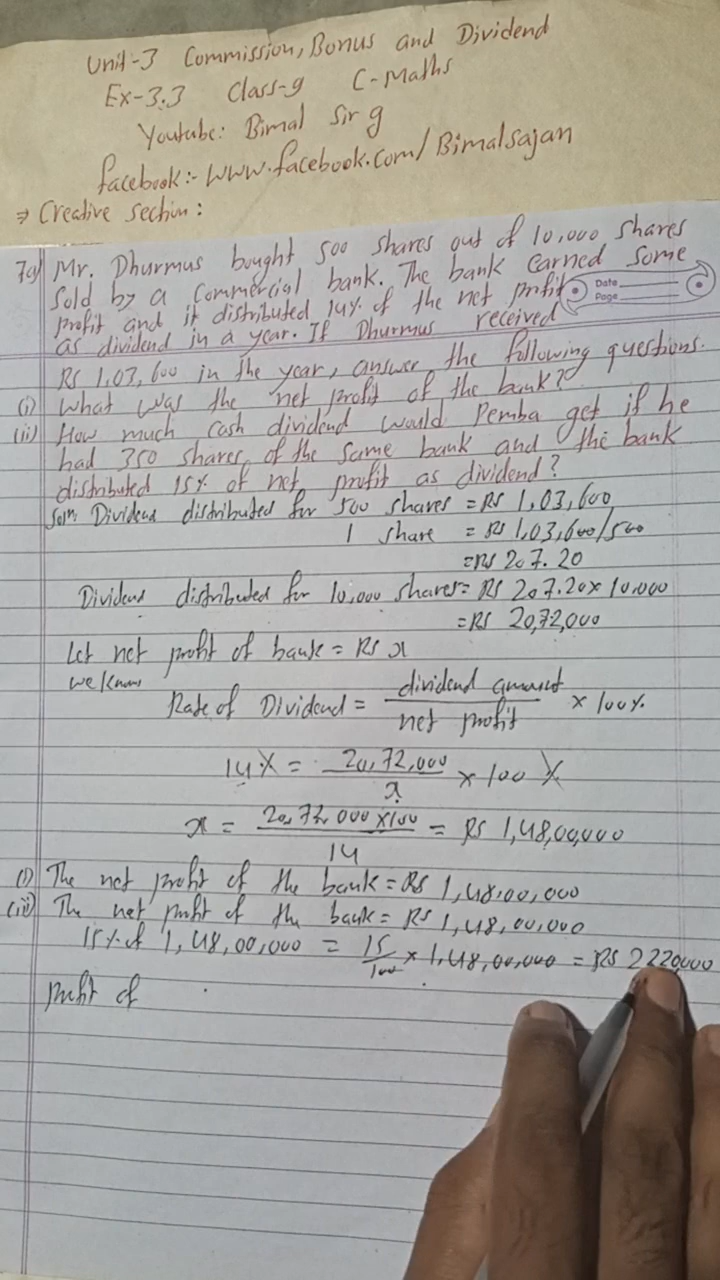 Unit-3 Commission, Bonus and Dividend
Ex-3.3 Class-9 C-Maths
Youtube: Bimal Sir g
facebook:- www.facebook.com/Bimalsajan
⇒ Creative section:
7a) Mr. Dhurmus bought 500 shares out of 10,000 shares
sold by a commercial bank. The bank earned some
profit and it distributed 14% of the net profit
Date
Page
as dividend in a year. If Dhurmus received
RS 1,03,600 in the year, answer the following questions.
(i) What was the net profit of the bank?
(ii) How much cash dividend would Pemba get if he
had 350 shares of the same bank and the bank
distributed 15% of net profit as dividend?
Soln: Dividend distributed for 500 shares = RS 1,03,600
1 share = RS 1,03,600/500
= RS 207.20
Dividend distributed for 10,000 shares = RS 207.20 x 10,000
= RS 20,72,000
Let net profit of bank = RS x
we know
Rate of Dividend = dividend amount / net profit x 100%
14% = 20,72,000 / x x 100%
x = 20,72,000 x 100 / 14 = RS 1,48,00,000
(i) The net profit of the bank = RS 1,48,00,000
(ii) The net profit of the bank = RS 1,48,00,000
15% of 1,48,00,000 = 15/100 x 1,48,00,000 = RS 2220,000
Profit of